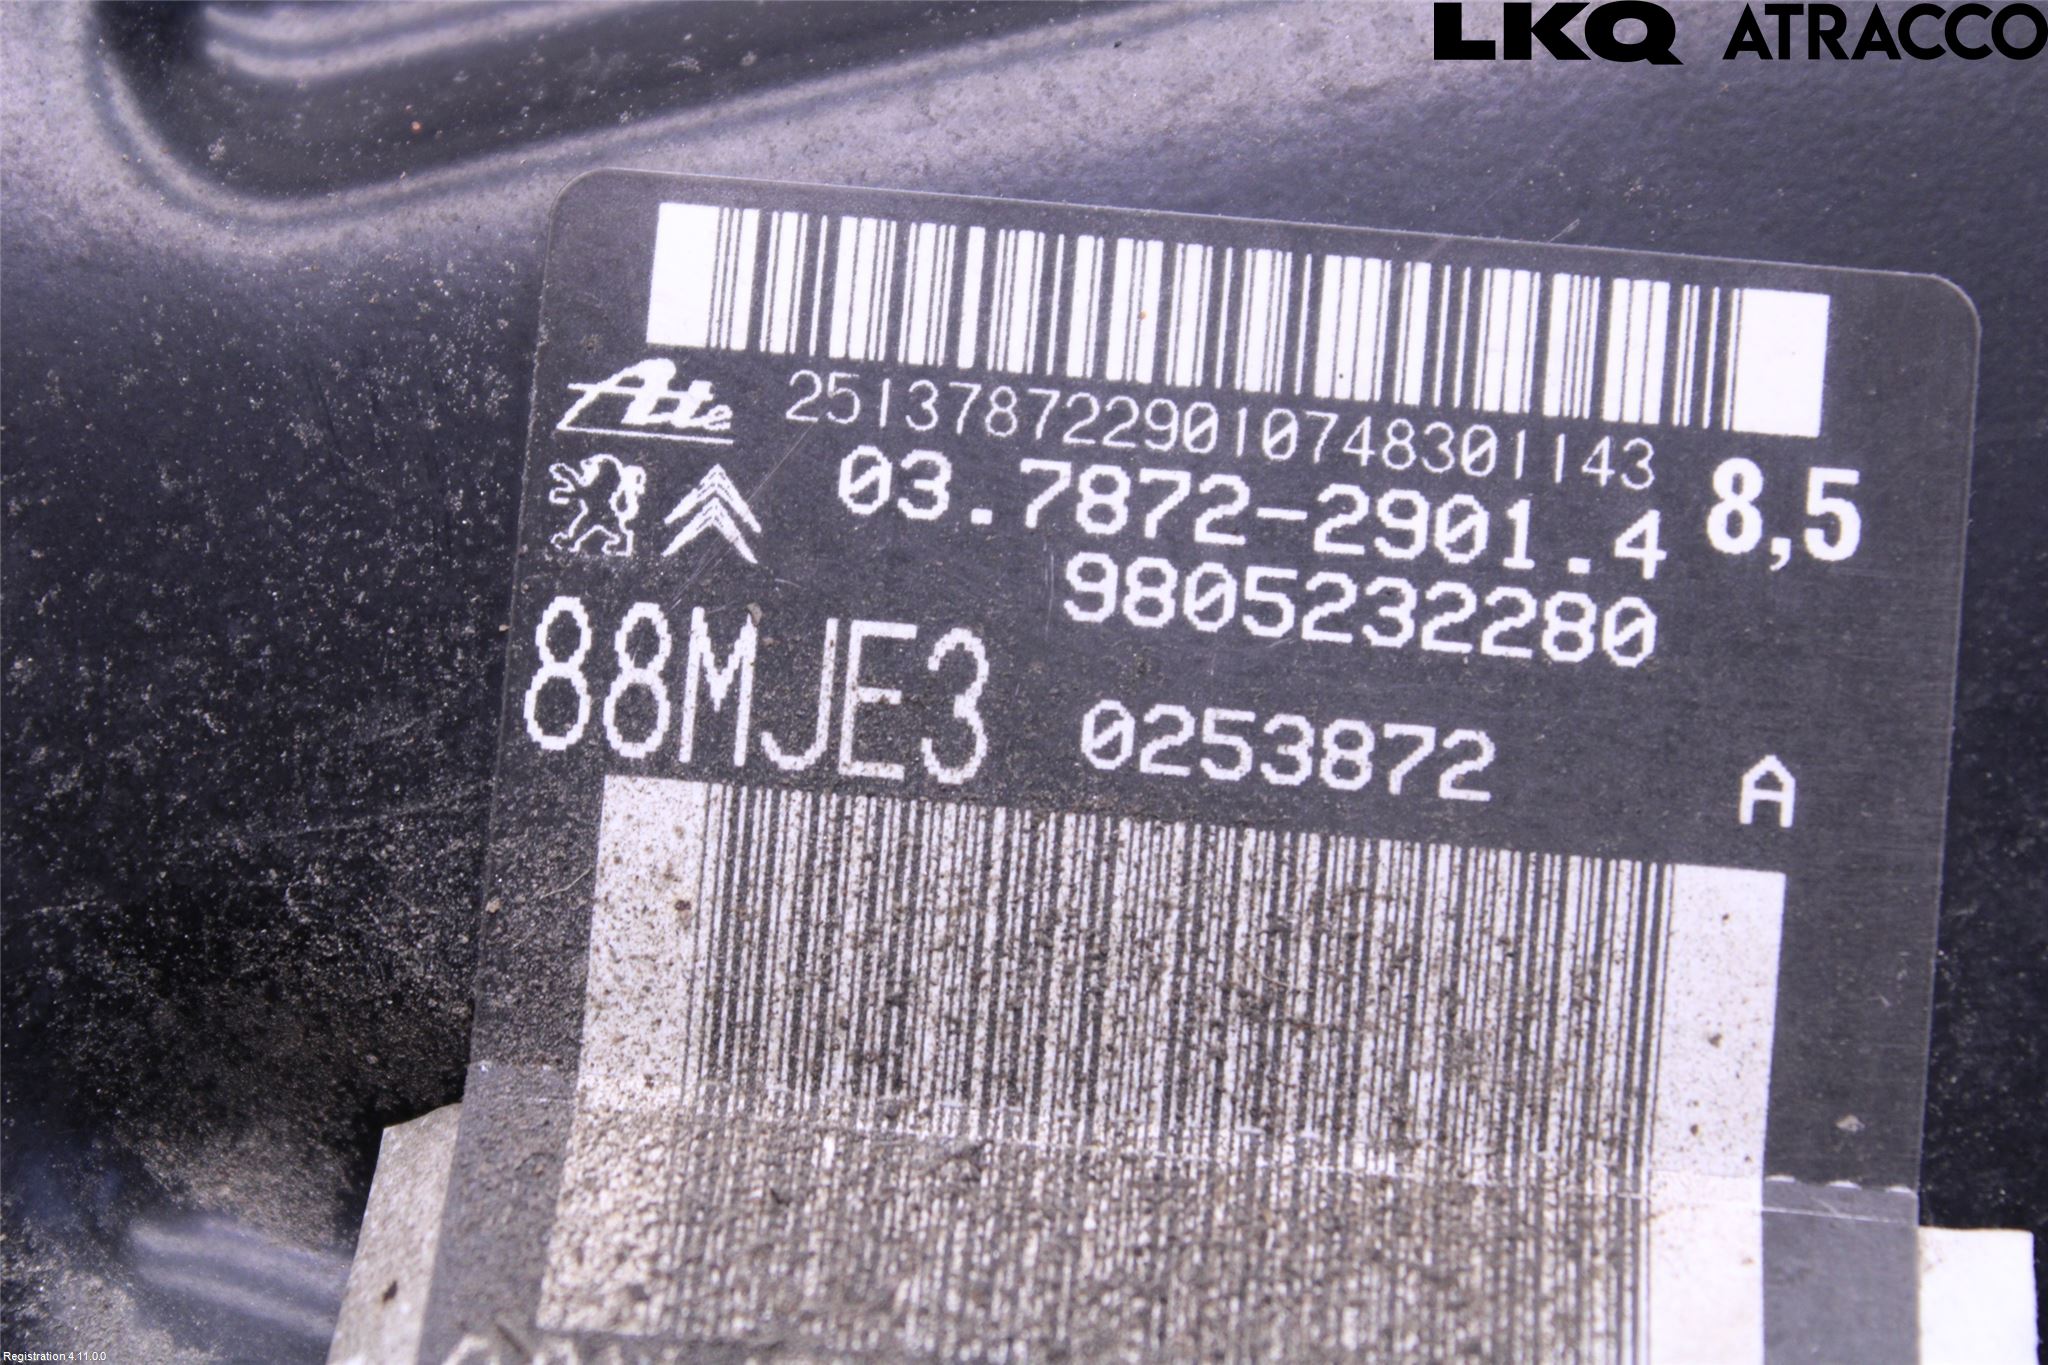 LKQ ATRACCO
Ate
2513787229010748301143
03.7872-2901.4 8,5
9805232280
88MJE3 0253872 A
Registration 4.11.0.0